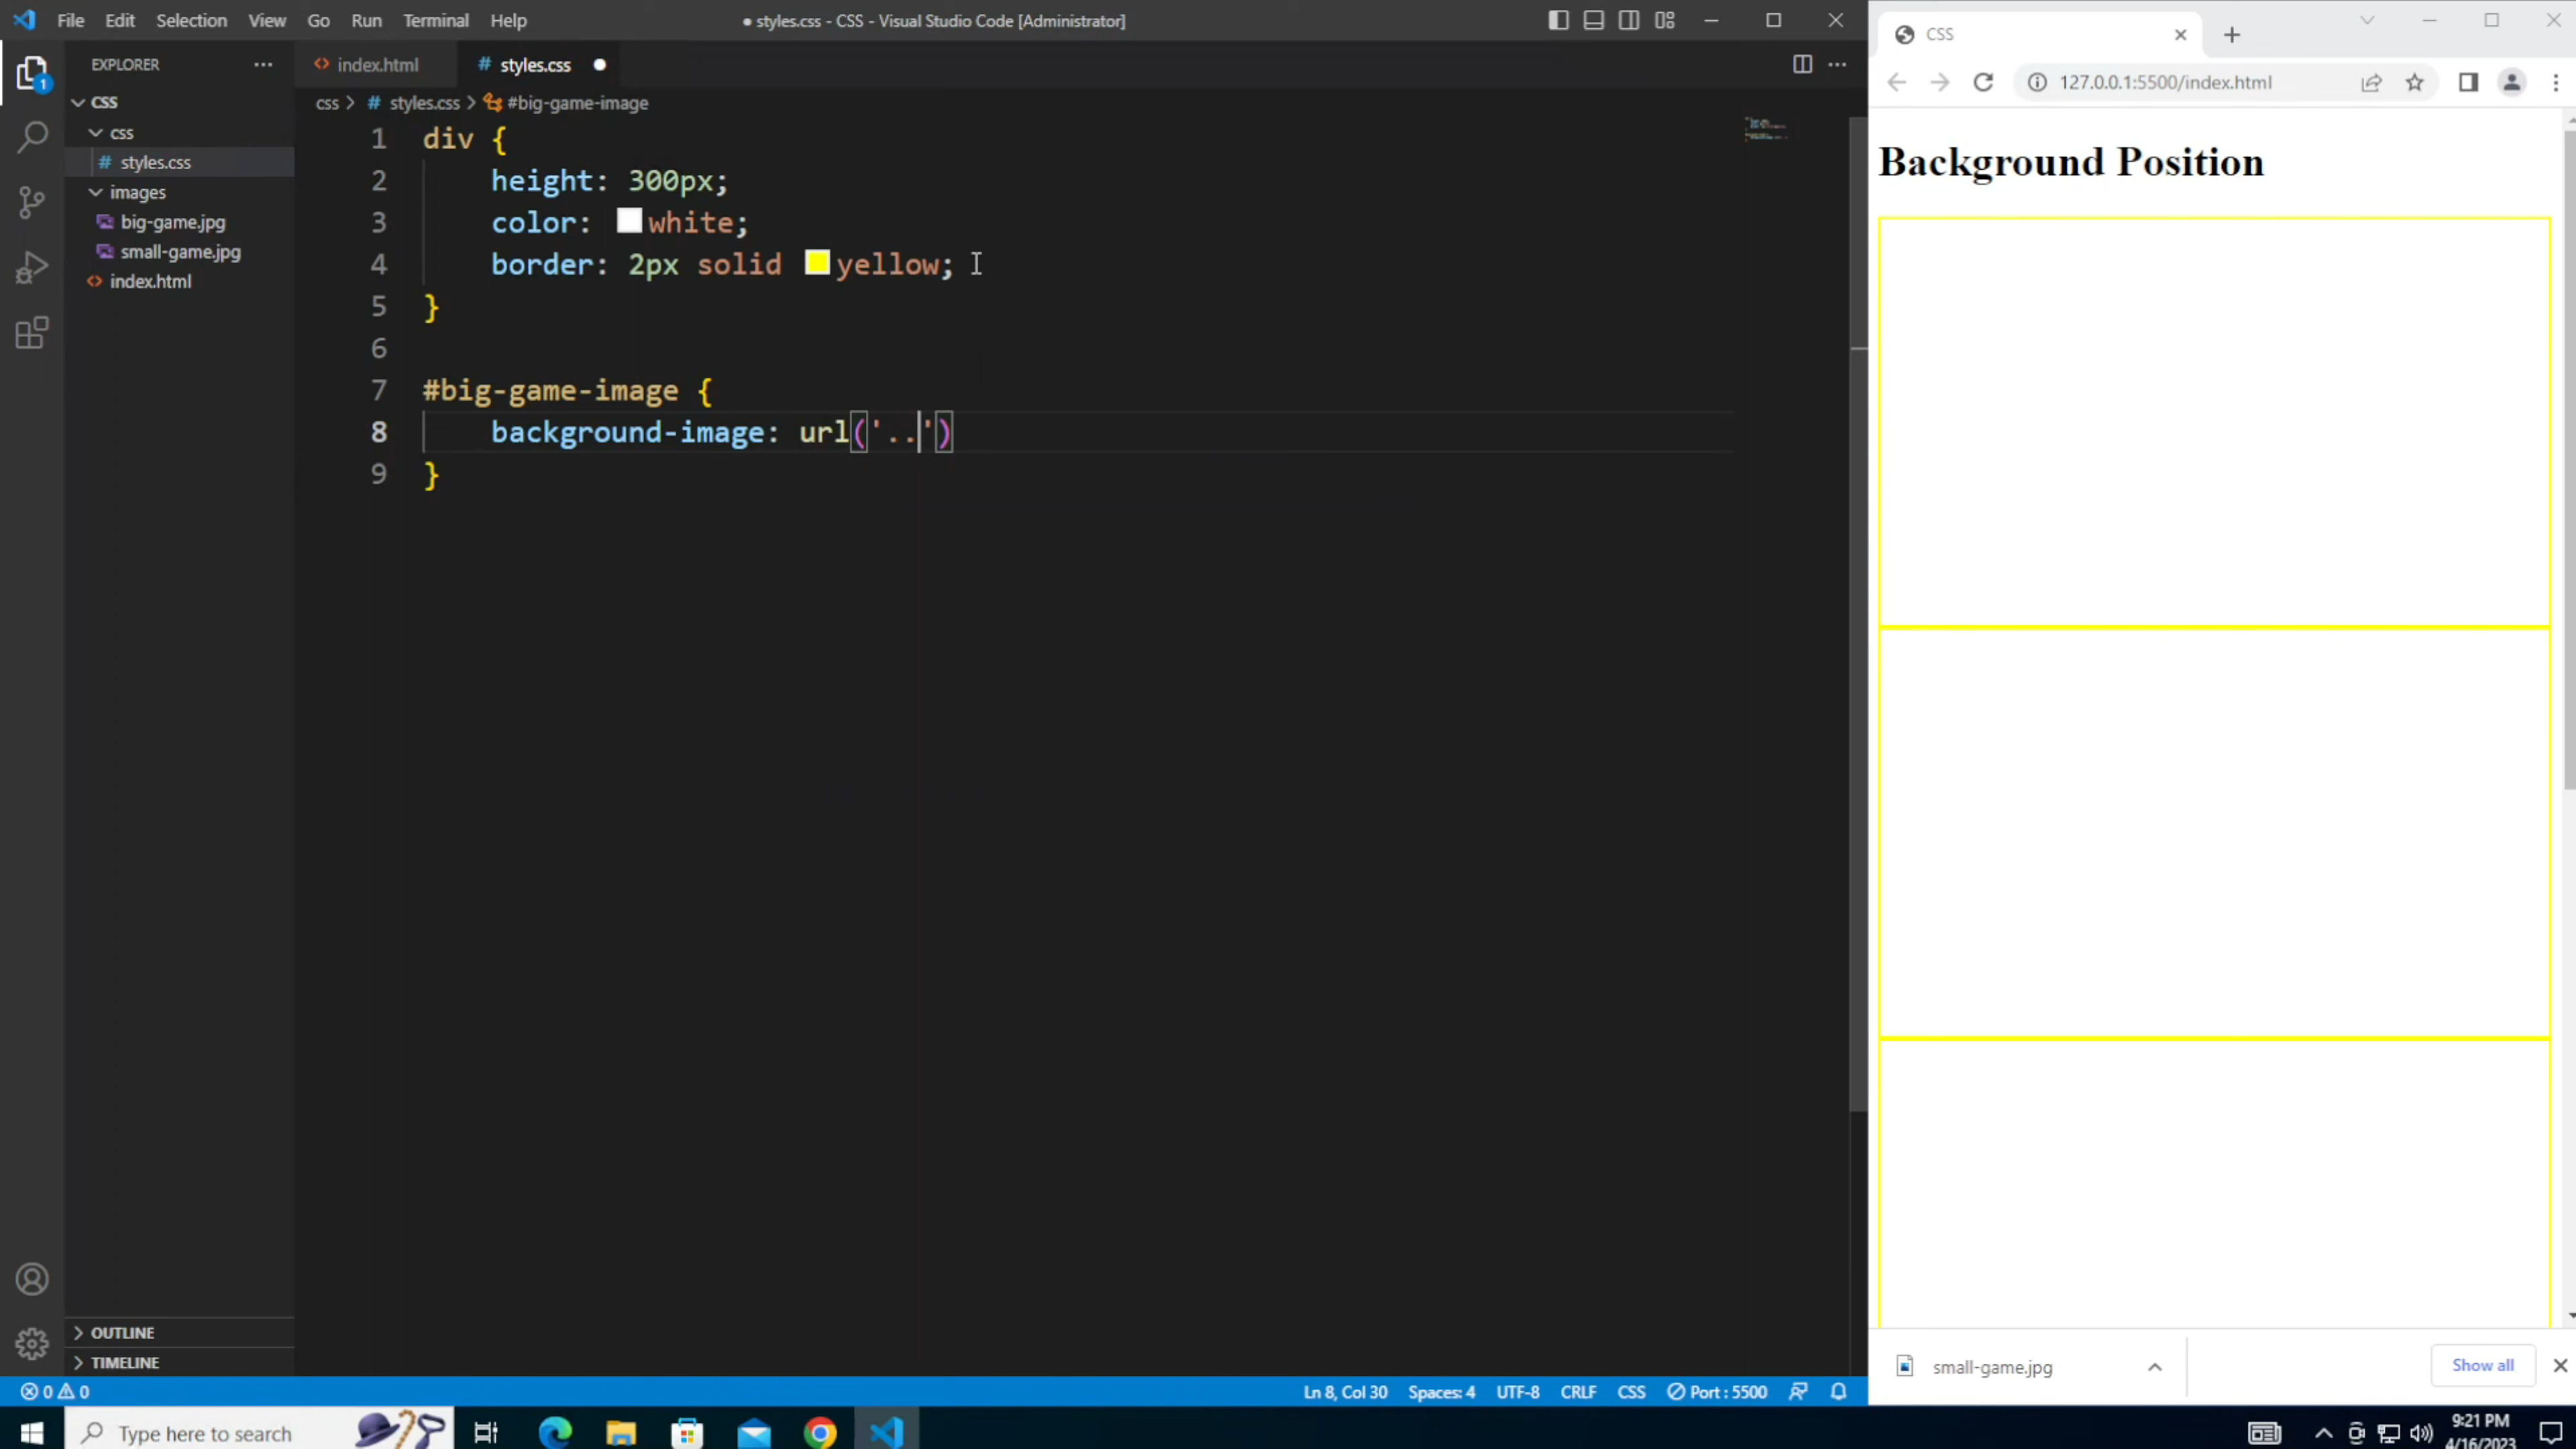 File Edit Selection View Go Run Terminal Help
● styles.css - CSS - Visual Studio Code [Administrator]
EXPLORER
CSS
css
# styles.css
images
big-game.jpg
small-game.jpg
<> index.html
1
OUTLINE
TIMELINE
<> index.html
# styles.css ●
css > # styles.css > #big-game-image
1 div {
2 height: 300px;
3 color: white;
4 border: 2px solid yellow;
5 }
6
7 #big-game-image {
8 background-image: url('..')
9 }
0 0
Ln 8, Col 30 Spaces: 4 UTF-8 CRLF CSS Port : 5500
CSS
127.0.0.1:5500/index.html
Background Position
small-game.jpg
Show all
Type here to search
9:21 PM
4/16/2023